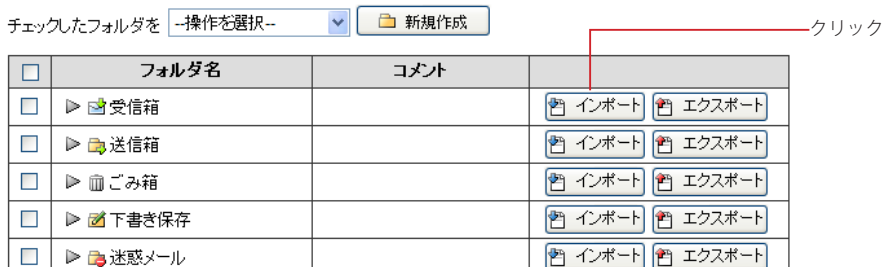 チェックしたフォルダを --操作を選択-- 新規作成 クリック
フォルダ名 コメント
受信箱 インポート エクスポート
送信箱 インポート エクスポート
ごみ箱 インポート エクスポート
下書き保存 インポート エクスポート
迷惑メール インポート エクスポート